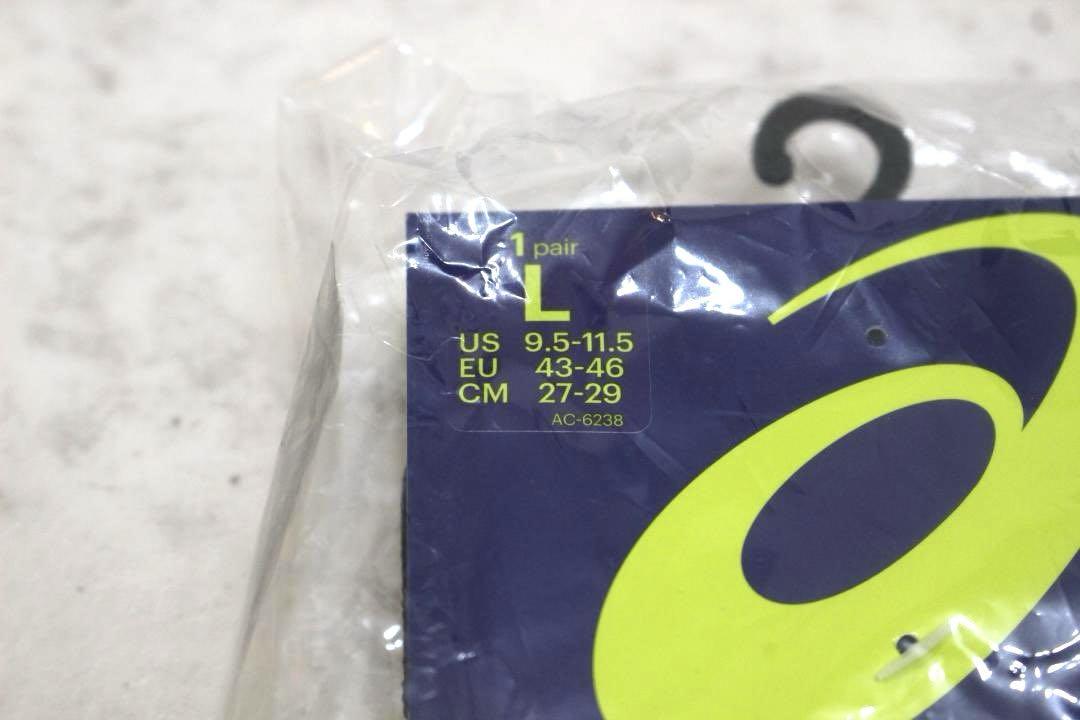 1 pair
L
US 9.5-11.5
EU 43-46
CM 27-29
AC-6238